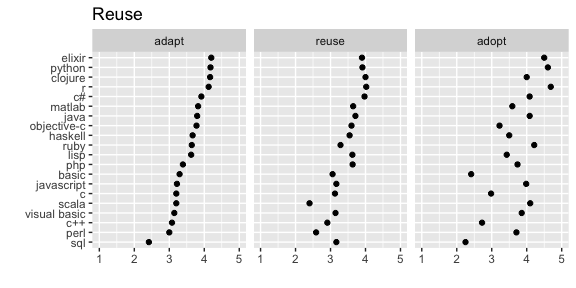 Reuse
adapt reuse adopt
elixir
python
clojure
r
c#
matlab
java
objective-c
haskell
ruby
lisp
php
basic
javascript
c
scala
visual basic
c++
perl
sql
1 2 3 4 5 1 2 3 4 5 1 2 3 4 5